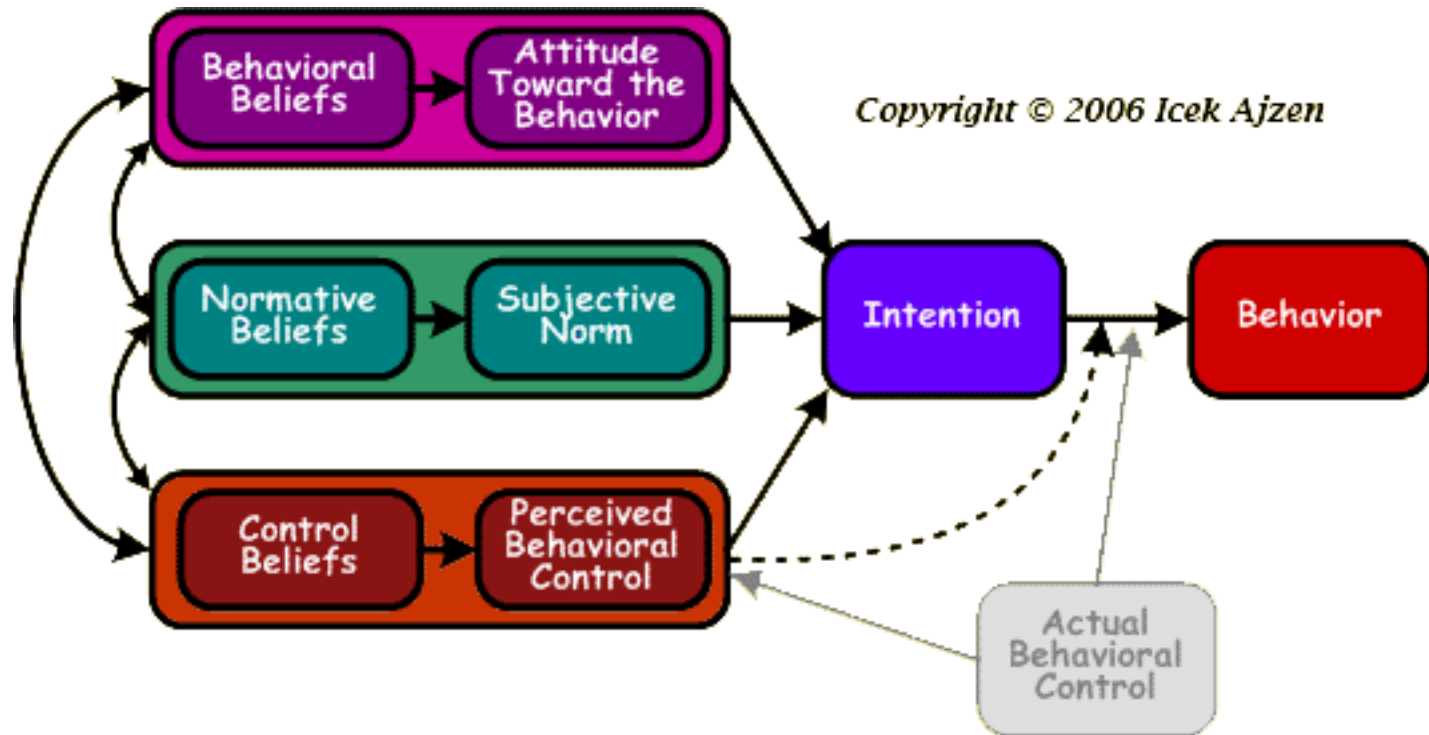 Behavioral
Beliefs
Attitude
Toward the
Behavior
Copyright © 2006 Icek Ajzen
Normative
Beliefs
Subjective
Norm
Intention
Behavior
Control
Beliefs
Perceived
Behavioral
Control
Actual
Behavioral
Control